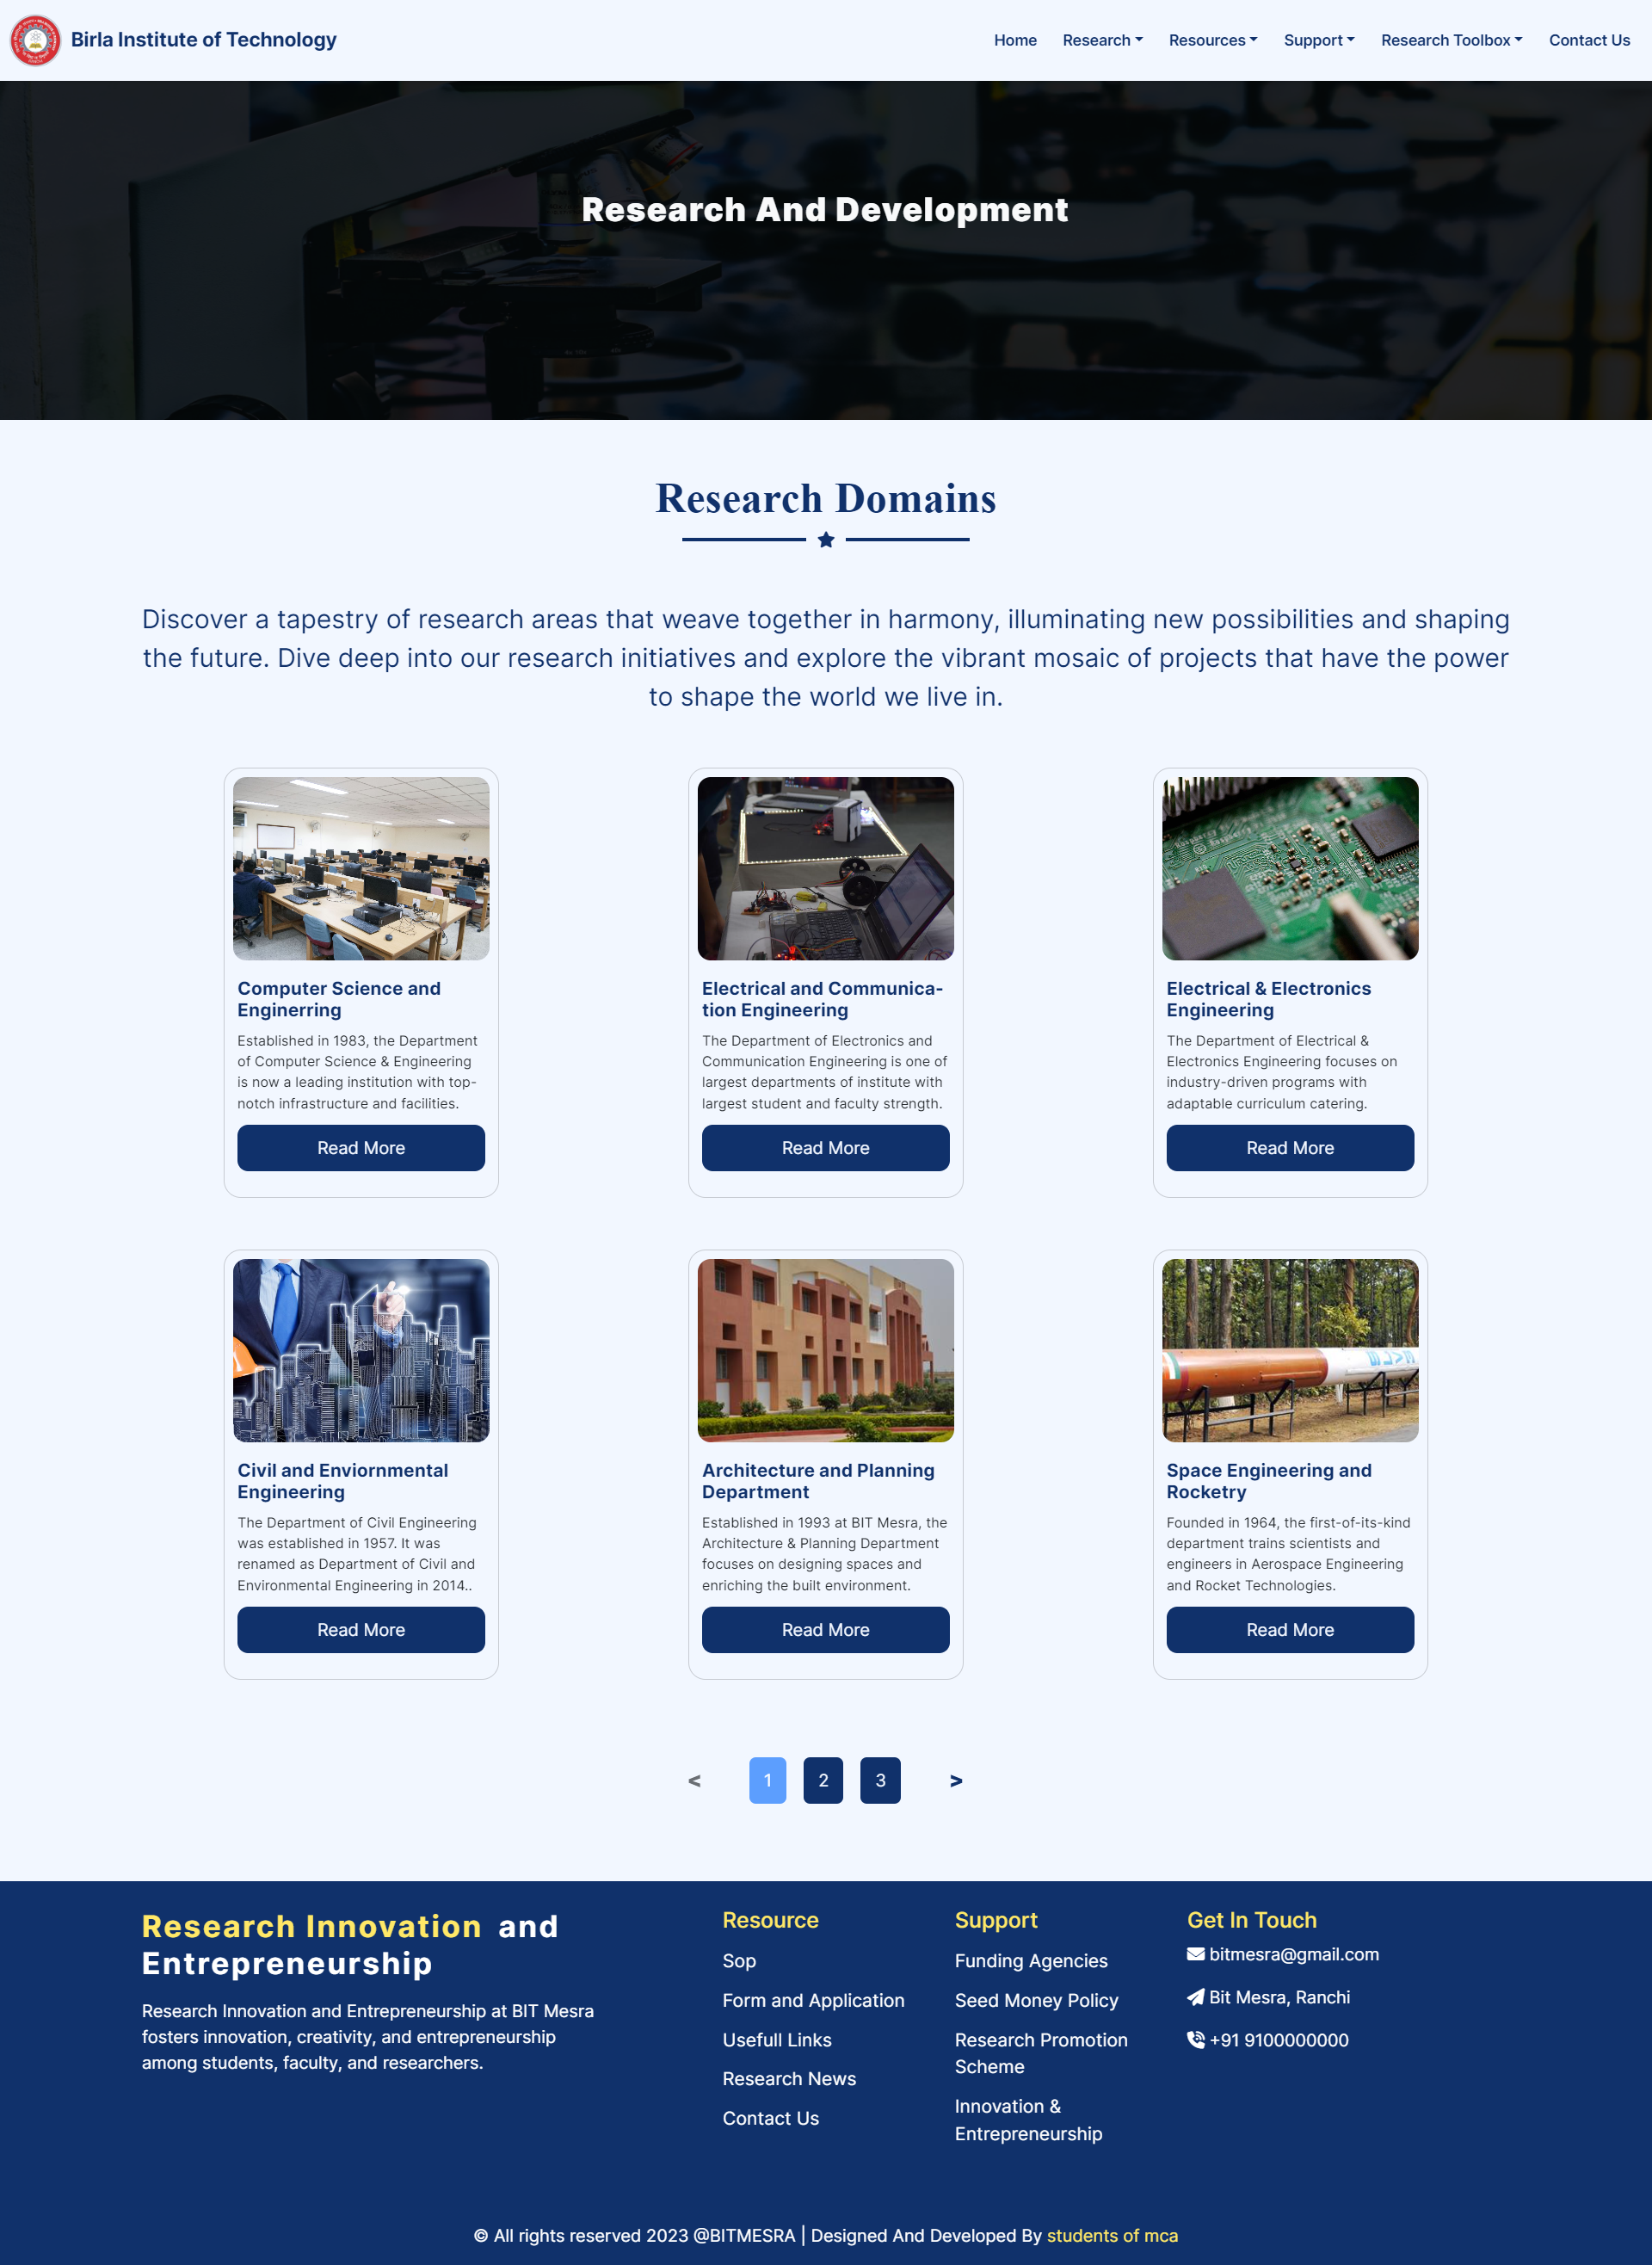 Birla Institute of Technology
Home
Research
Resources
Support
Research Toolbox
Contact Us
Research And Development
Research Domains
Discover a tapestry of research areas that weave together in harmony, illuminating new possibilities and shaping
the future. Dive deep into our research initiatives and explore the vibrant mosaic of projects that have the power
to shape the world we live in.
Computer Science and
Enginerring
Established in 1983, the Department
of Computer Science & Engineering
is now a leading institution with top-
notch infrastructure and facilities.
Read More
Electrical and Communica-
tion Engineering
The Department of Electronics and
Communication Engineering is one of
largest departments of institute with
largest student and faculty strength.
Read More
Electrical & Electronics
Engineering
The Department of Electrical &
Electronics Engineering focuses on
industry-driven programs with
adaptable curriculum catering.
Read More
Civil and Enviornmental
Engineering
The Department of Civil Engineering
was established in 1957. It was
renamed as Department of Civil and
Environmental Engineering in 2014..
Read More
Architecture and Planning
Department
Established in 1993 at BIT Mesra, the
Architecture & Planning Department
focuses on designing spaces and
enriching the built environment.
Read More
Space Engineering and
Rocketry
Founded in 1964, the first-of-its-kind
department trains scientists and
engineers in Aerospace Engineering
and Rocket Technologies.
Read More
< 1 2 3 >
Research Innovation and
Entrepreneurship
Research Innovation and Entrepreneurship at BIT Mesra
fosters innovation, creativity, and entrepreneurship
among students, faculty, and researchers.
Resource
Sop
Form and Application
Usefull Links
Research News
Contact Us
Support
Funding Agencies
Seed Money Policy
Research Promotion
Scheme
Innovation &
Entrepreneurship
Get In Touch
bitmesra@gmail.com
Bit Mesra, Ranchi
+91 9100000000
© All rights reserved 2023 @BITMESRA | Designed And Developed By students of mca